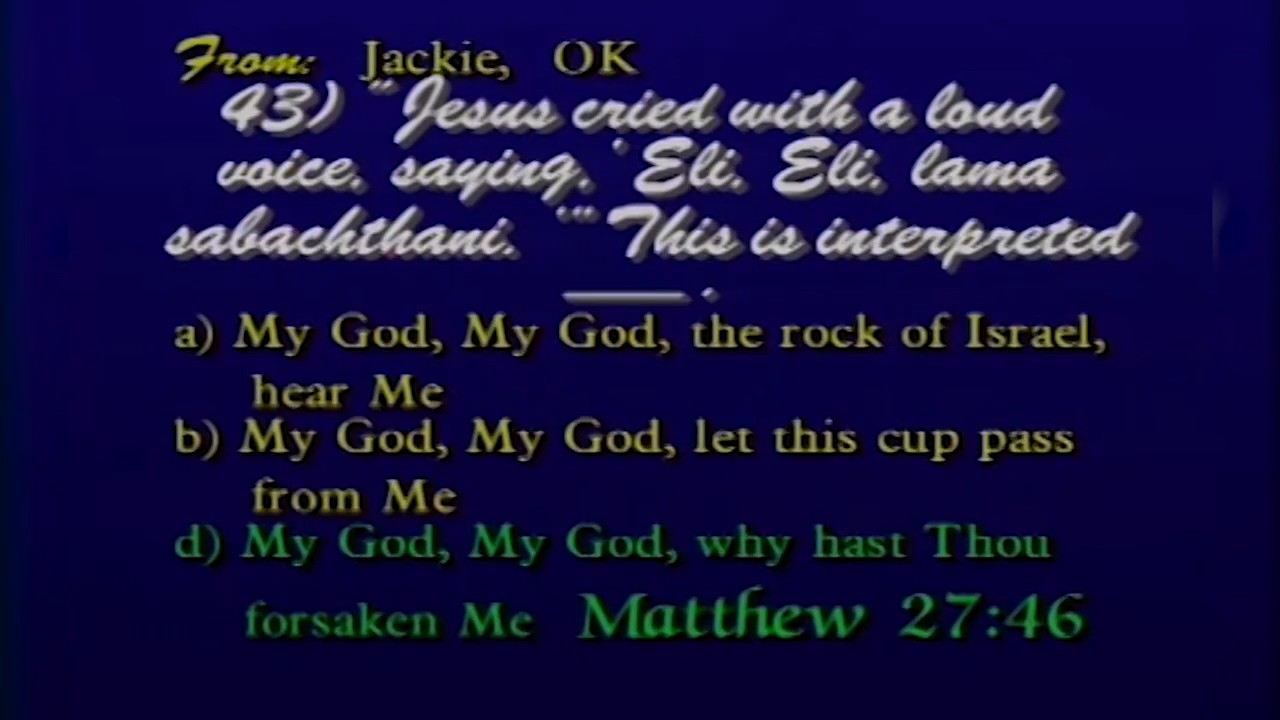 From: Jackie, OK
43) "Jesus cried with a loud
voice, saying, 'Eli, Eli, lama
sabachthani, '" This is interpreted
____.
a) My God, My God, the rock of Israel,
hear Me
b) My God, My God, let this cup pass
from Me
d) My God, My God, why hast Thou
forsaken Me Matthew 27:46